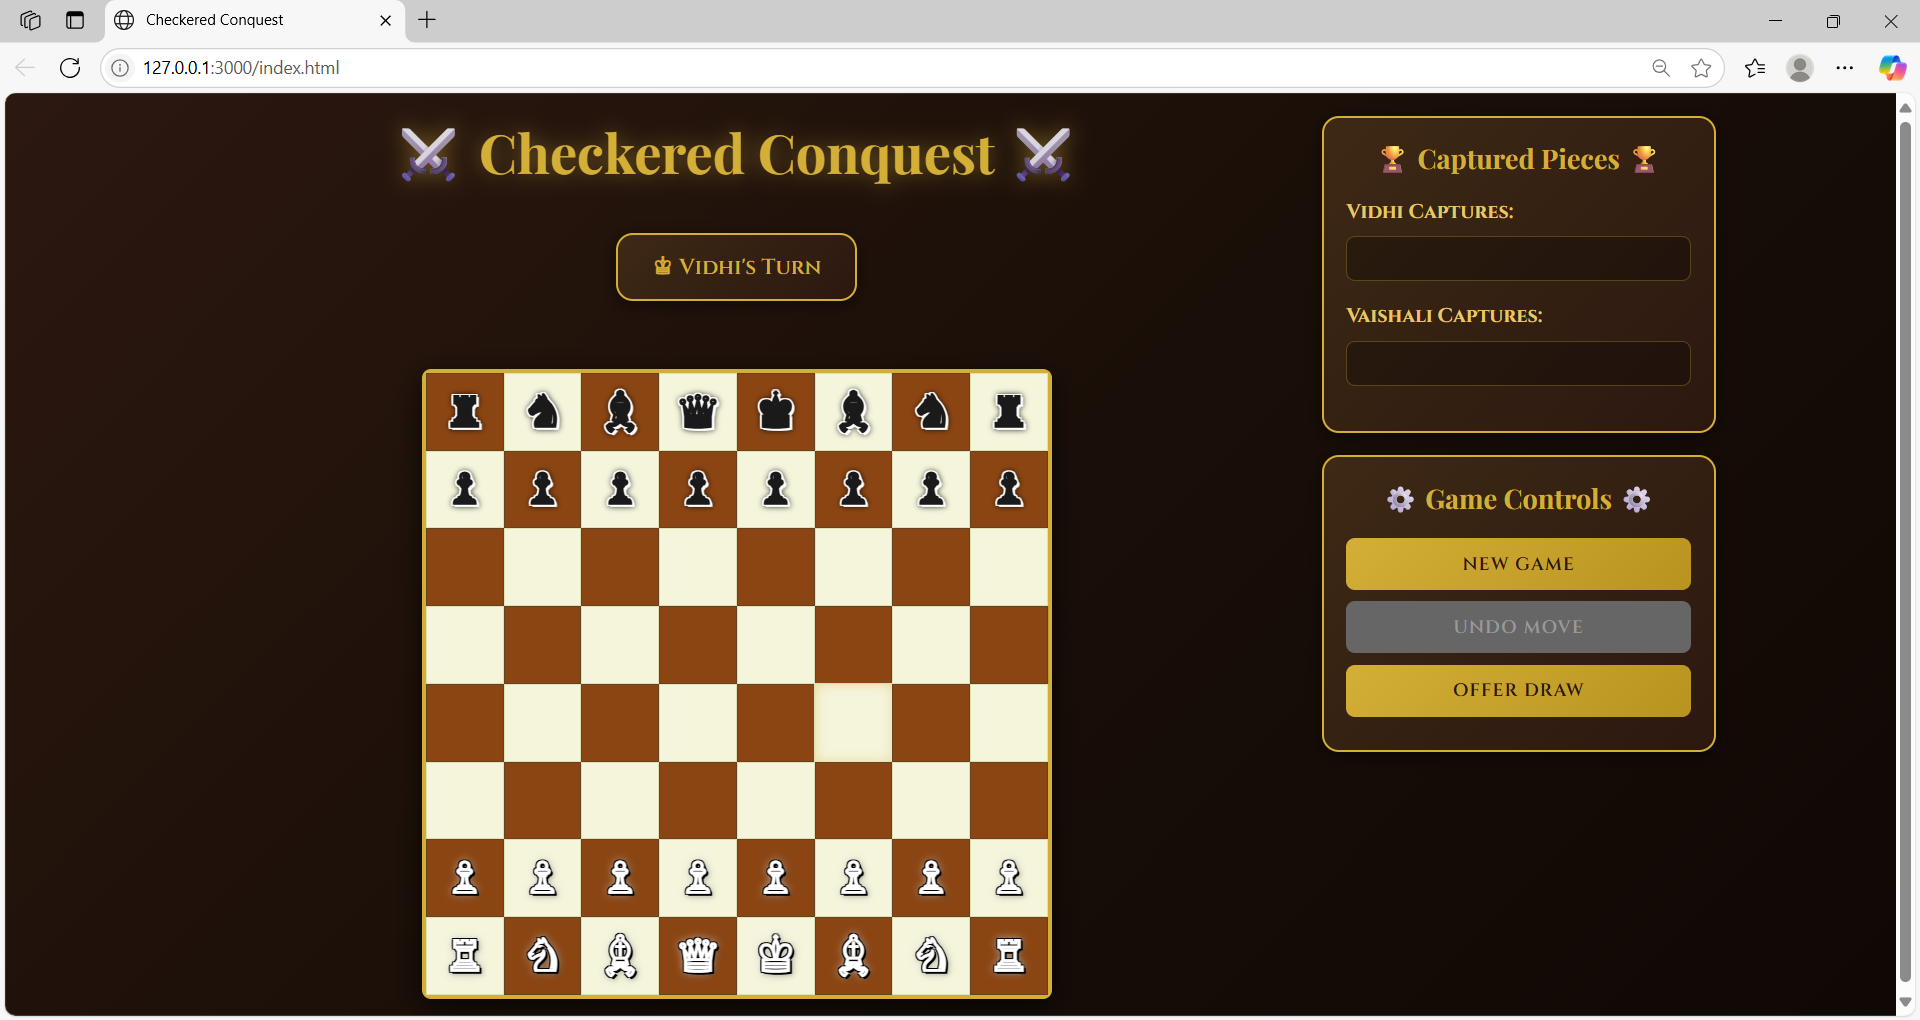 Checkered Conquest
127.0.0.1:3000/index.html
⚔️ Checkered Conquest ⚔️
♚ Vidhi's Turn
🏆 Captured Pieces 🏆
Vidhi Captures:
Vaishali Captures:
⚙️ Game Controls ⚙️
NEW GAME
UNDO MOVE
OFFER DRAW